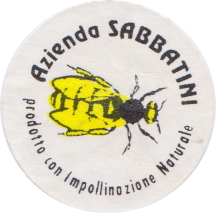 Azienda SABBATINI
prodotto con Impollinazione Naturale